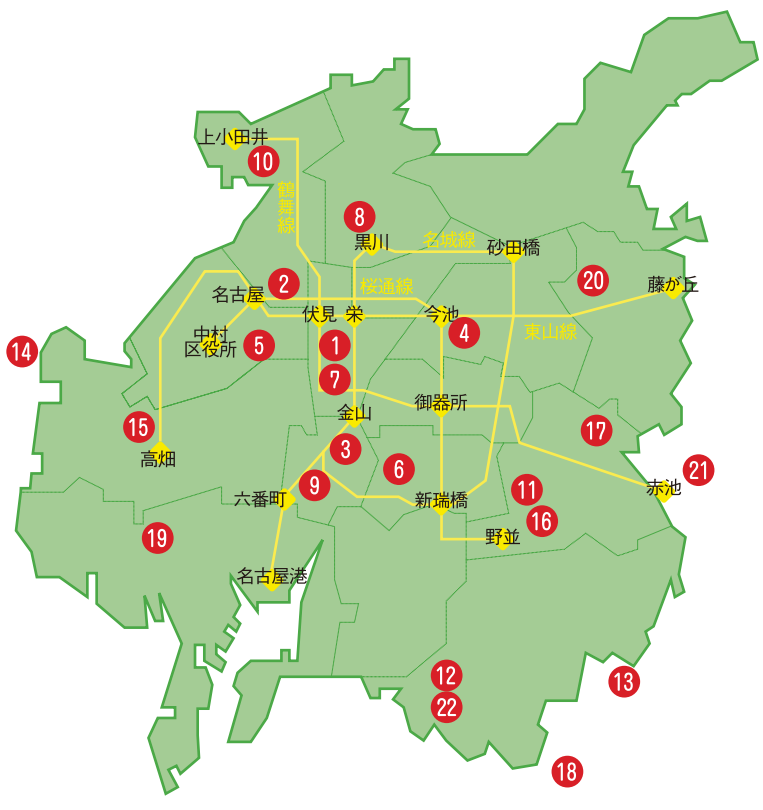 上小田井
10
鶴舞線
8
黒川
名城線
砂田橋
20
藤が丘
2
名古屋
桜通線
伏見
栄
今池
4
東山線
中村
区役所
5
1
14
7
御器所
金山
15
高畑
3
17
6
21
赤池
9
六番町
新瑞橋
11
16
野並
19
名古屋港
12
13
22
18